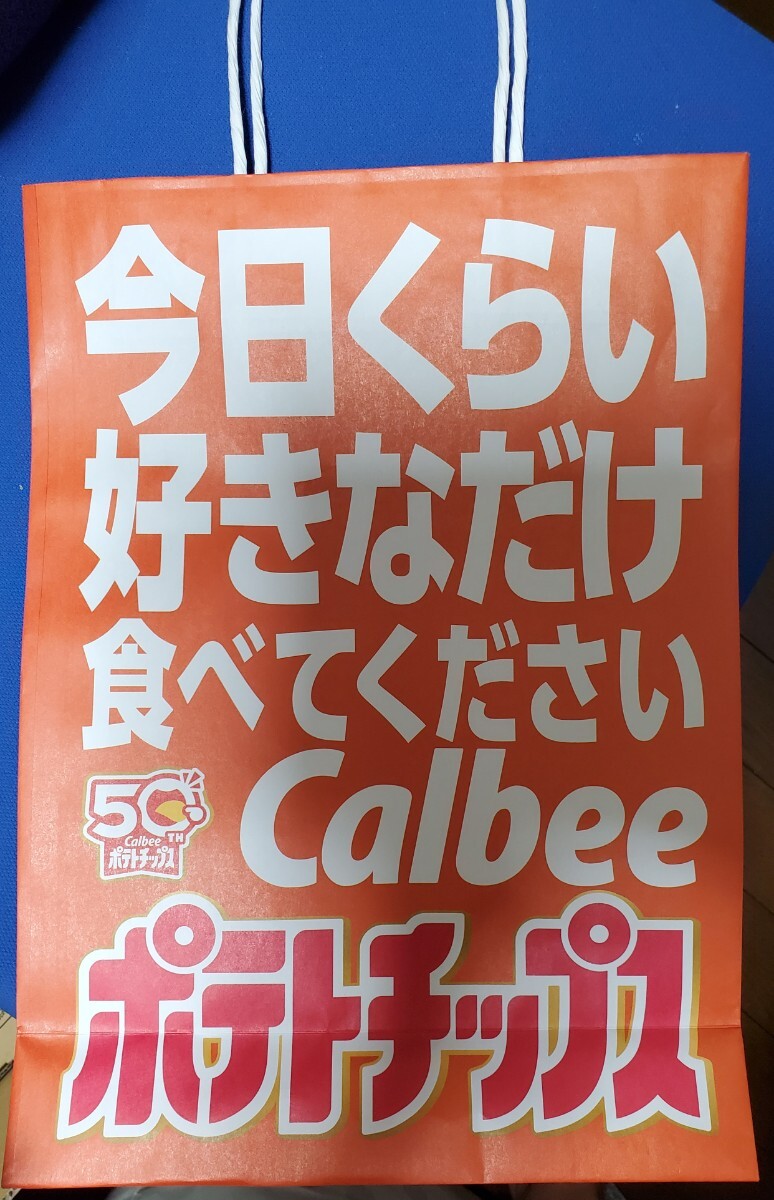 今日くらい
好きなだけ
食べてください
50TH
Calbee
ポテトチップス
Calbee
ポテトチップス